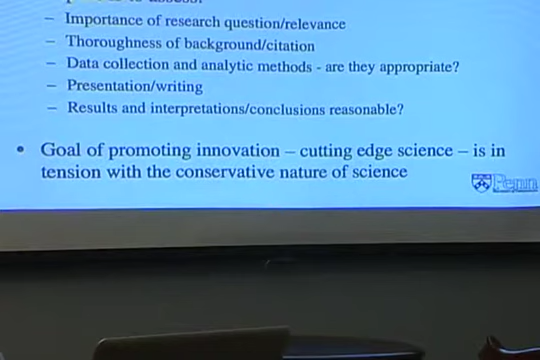 – Importance of research question/relevance
– Thoroughness of background/citation
– Data collection and analytic methods - are they appropriate?
– Presentation/writing
– Results and interpretations/conclusions reasonable?
• Goal of promoting innovation – cutting edge science – is in
tension with the conservative nature of science
Penn